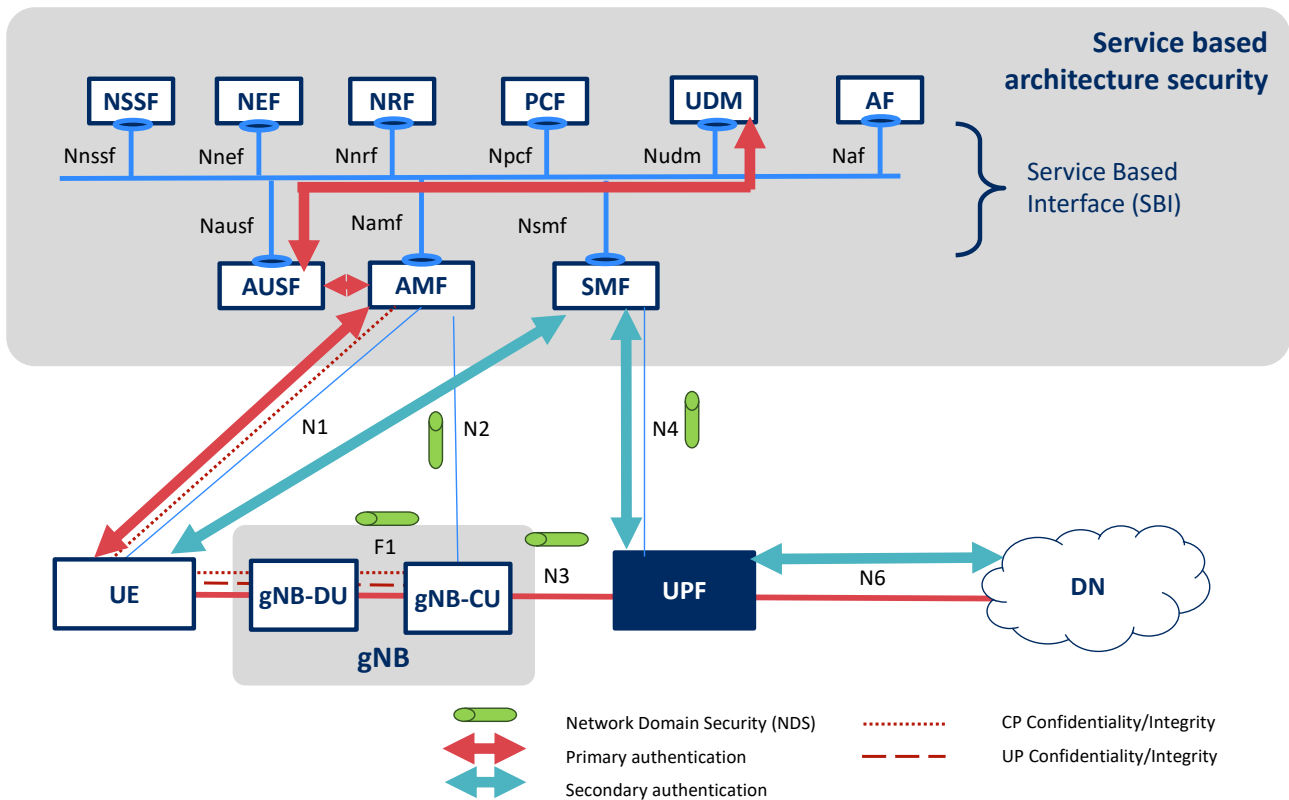 Service based
architecture security
NSSF
NEF
NRF
PCF
UDM
AF
Nnssf
Nnef
Nnrf
Npcf
Nudm
Naf
Service Based
Interface (SBI)
Nausf
Namf
Nsmf
AUSF
AMF
SMF
N1
N2
N4
F1
N3
N6
UE
gNB-DU
gNB-CU
UPF
DN
gNB
Network Domain Security (NDS)
CP Confidentiality/Integrity
Primary authentication
UP Confidentiality/Integrity
Secondary authentication